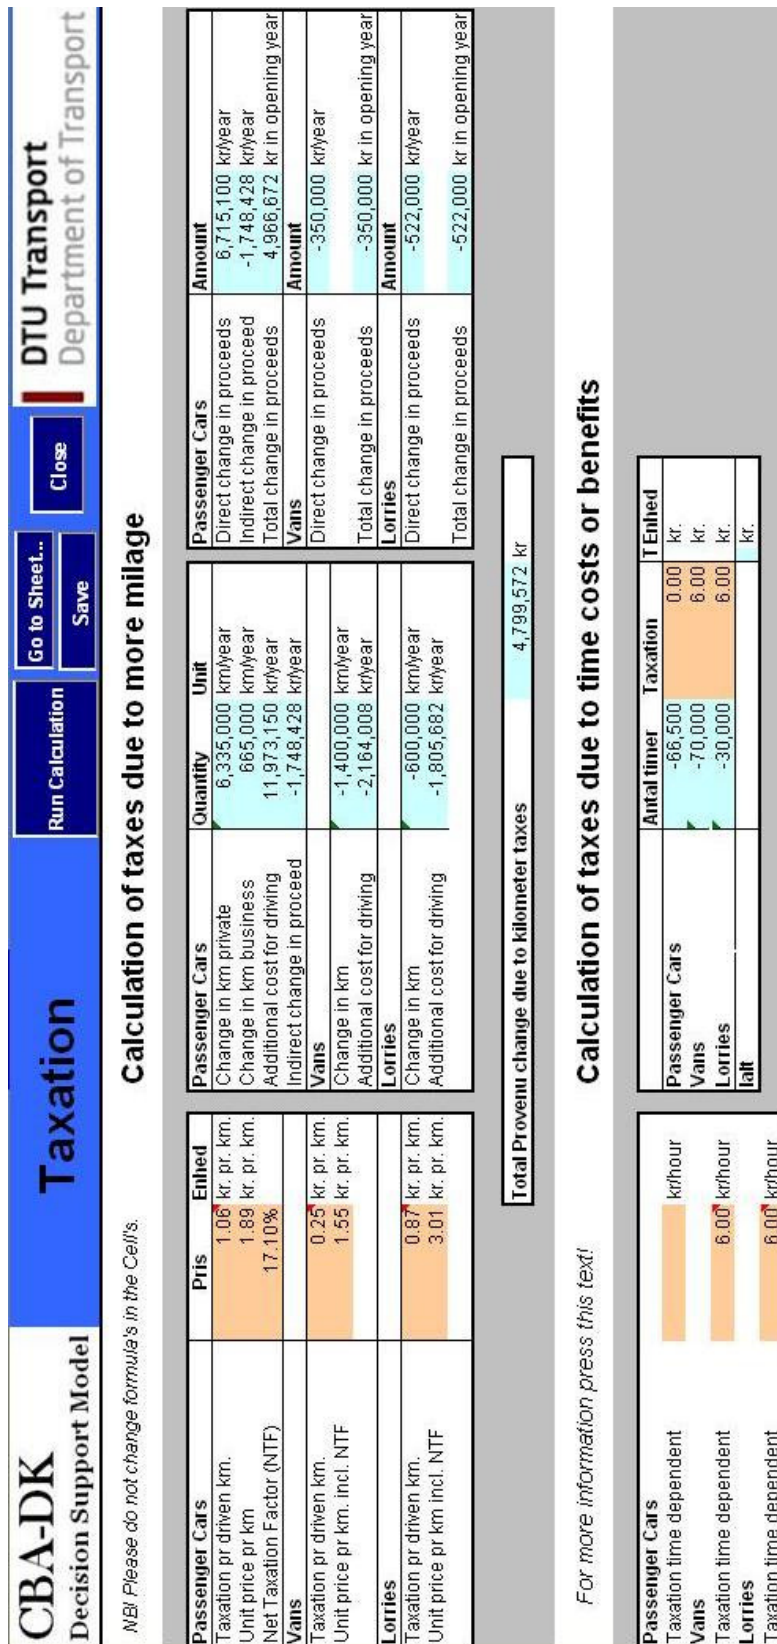 CBA-DK
Decision Support Model
Taxation
Run Calculation
Go to Sheet...
Save
Close
DTU Transport
Department of Transport
NB! Please do not change formula's in the Cell's.
Calculation of taxes due to more milage
Passenger Cars Pris Enhed
Taxation pr driven km. 1.06 kr. pr. km.
Unit price pr km 1.89 kr. pr. km.
Net Taxation Factor (NTF) 17.10%
Vans
Taxation pr driven km. 0.25 kr. pr. km.
Unit price pr km. incl. NTF 1.55 kr. pr. km.
Lorries
Taxation pr driven km. 0.87 kr. pr. km.
Unit price pr km incl. NTF 3.01 kr. pr. km.
Passenger Cars Quantity Unit
Change in km private 6,335,000 km/year
Change in km business 665,000 km/year
Additional cost for driving 11,973,150 kr/year
Indirect change in proceed -1,748,428 kr/year
Vans
Change in km -1,400,000 km/year
Additional cost for driving -2,164,008 kr/year
Lorries
Change in km -600,000 km/year
Additional cost for driving -1,805,682 kr/year
Passenger Cars Amount
Direct change in proceeds 6,715,100 kr/year
Indirect change in proceed -1,748,428 kr/year
Total change in proceeds 4,966,672 kr in opening year
Vans Amount
Direct change in proceeds -350,000 kr/year
Total change in proceeds -350,000 kr in opening year
Lorries Amount
Direct change in proceeds -522,000 kr/year
Total change in proceeds -522,000 kr in opening year
Total Provenu change due to kilometer taxes 4,799,572 kr
For more information press this text!
Calculation of taxes due to time costs or benefits
Passenger Cars
Taxation time dependent kr/hour
Vans
Taxation time dependent 6.00 kr/hour
Lorries
Taxation time dependent 6.00 kr/hour
Antal timer Taxation T Enhed
Passenger Cars -66,500 0.00 kr.
Vans -70,000 6.00 kr.
Lorries -30,000 6.00 kr.
Ialt kr.